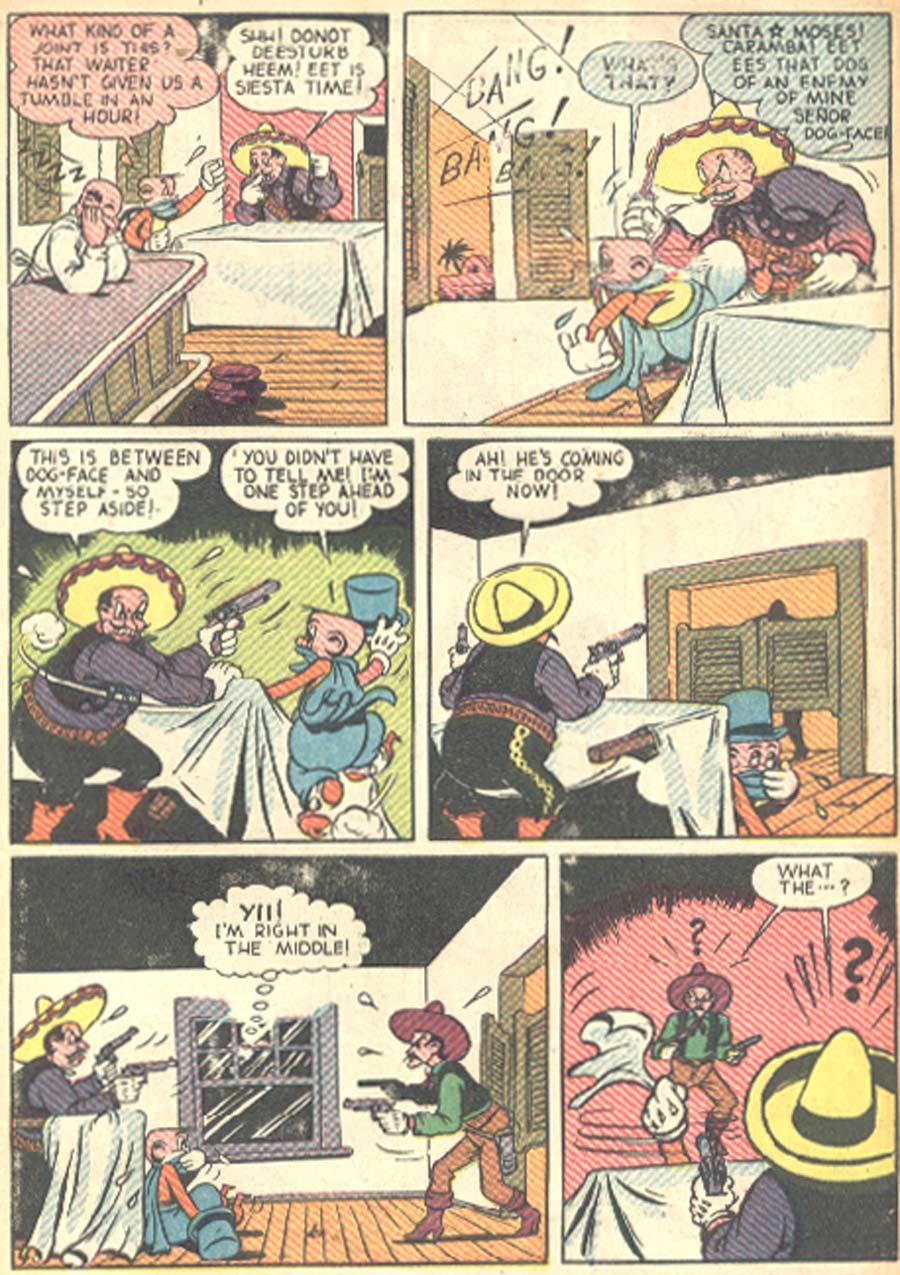 WHAT KIND OF A
JOINT IS THIS?
THAT WAITER
HASN'T GIVEN US A
TUMBLE IN AN
HOUR!
SHH! DONOT
DEESTURB
HEEM! EET IS
SIESTA TIME!
ZZZ
ZZ
BANG!
BANG!
BANG!
WHAT'S
THAT?
SANTA ☆ MOSES!
CARAMBA! EET
EES THAT DOG
OF AN ENEMY
OF MINE
SEÑOR
DOG-FACE!
THIS IS BETWEEN
DOG-FACE AND
MYSELF - SO
STEP ASIDE!
YOU DIDN'T HAVE
TO TELL ME! I'M
ONE STEP AHEAD
OF YOU!
AH! HE'S COMING
IN THE DOOR
NOW!
YII!
I'M RIGHT IN
THE MIDDLE!
WHAT
THE---?
?
?